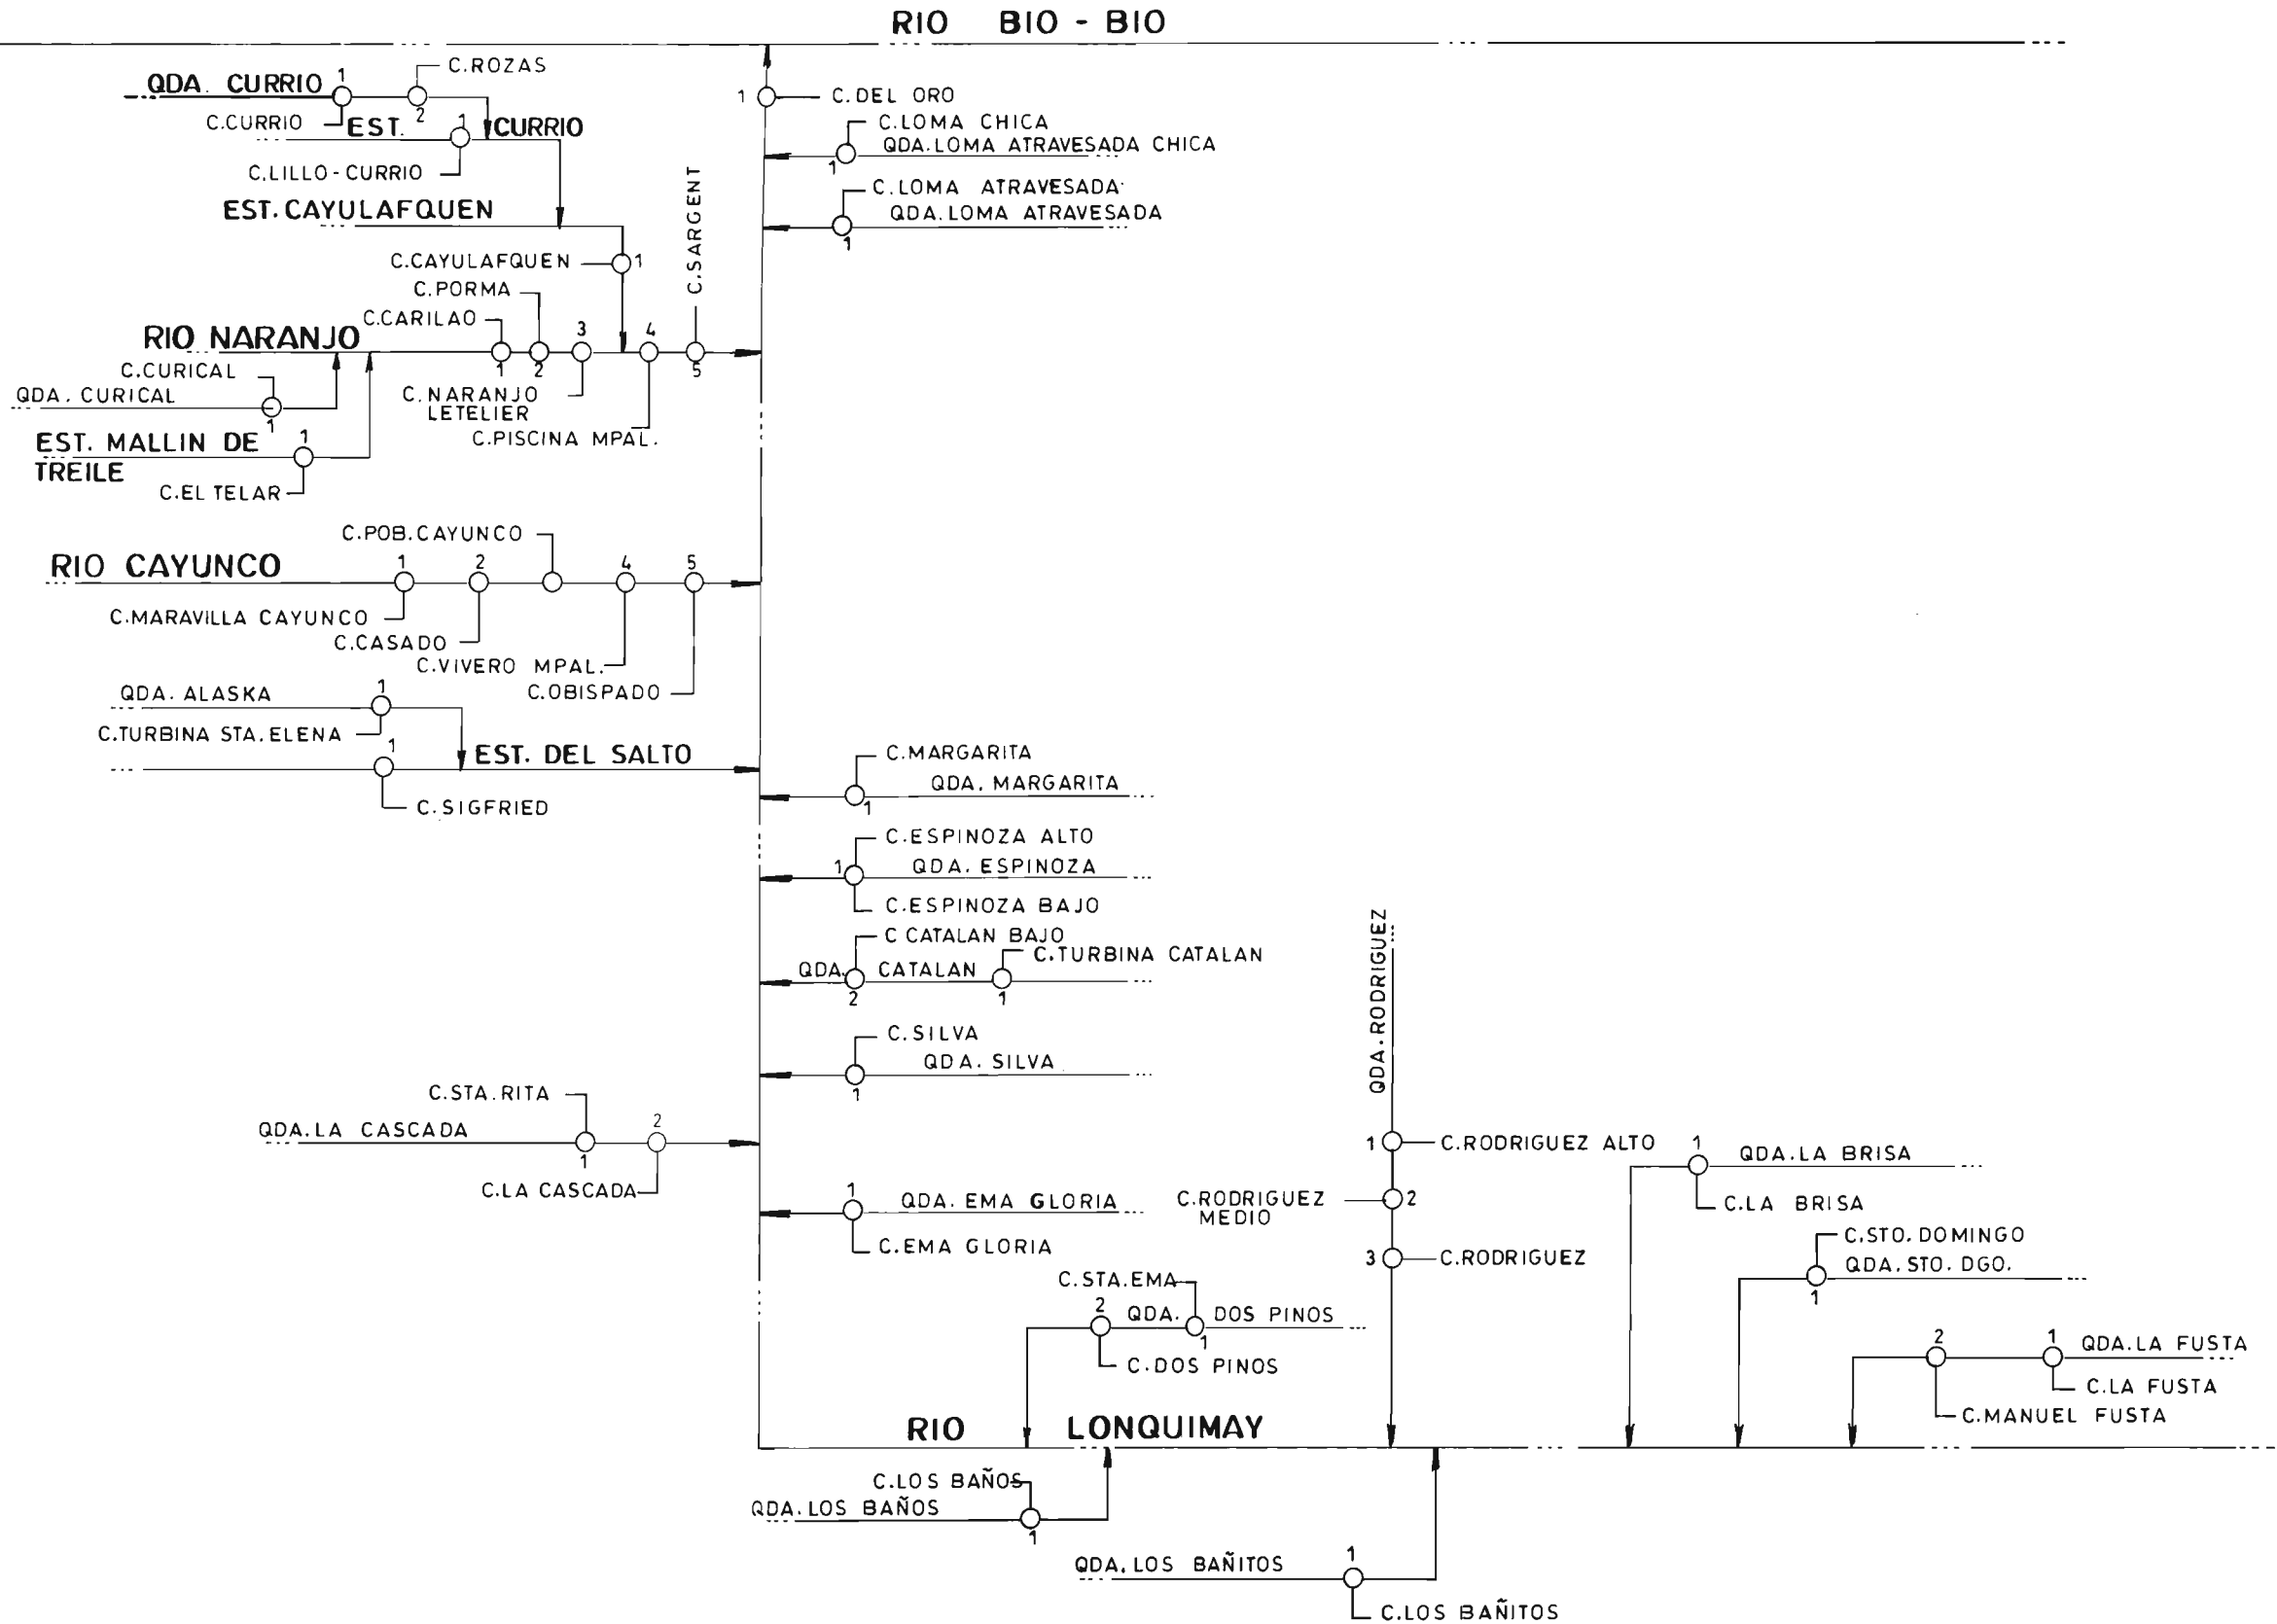 RIO BIO - BIO
QDA. CURRIO
1
C.ROZAS
2
C.CURRIO
EST. CURRIO
1
C.LILLO-CURRIO
EST. CAYULAFQUEN
C.CAYULAFQUEN
1
C.PORMA
C.CARILAO
RIO NARANJO
1
2
3
4
5
C.SARGENT
C.CURICAL
QDA. CURICAL
1
C.NARANJO
LETELIER
C.PISCINA MPAL.
EST. MALLIN DE
TREILE
1
C.EL TELAR
1
C.DEL ORO
C.LOMA CHICA
QDA.LOMA ATRAVESADA CHICA
1
C.LOMA ATRAVESADA
QDA.LOMA ATRAVESADA
1
C.POB.CAYUNCO
RIO CAYUNCO
1
2
4
5
C.MARAVILLA CAYUNCO
C.CASADO
C.VIVERO MPAL.
C.OBISPADO
QDA. ALASKA
1
C.TURBINA STA.ELENA
1
EST. DEL SALTO
C.SIGFRIED
C.MARGARITA
QDA. MARGARITA
1
C.ESPINOZA ALTO
1
QDA. ESPINOZA
C.ESPINOZA BAJO
C CATALAN BAJO
C.TURBINA CATALAN
QDA. CATALAN
2
1
C.SILVA
QDA. SILVA
1
C.STA.RITA
QDA.LA CASCADA
1
2
C.LA CASCADA
1
QDA. EMA GLORIA
C.EMA GLORIA
QDA.RODRIGUEZ
1
C.RODRIGUEZ ALTO
C.RODRIGUEZ
MEDIO
2
3
C.RODRIGUEZ
1
QDA.LA BRISA
C.LA BRISA
C.STO.DOMINGO
QDA.STO. DGO.
1
C.STA.EMA
2
QDA. DOS PINOS
1
C.DOS PINOS
2
1
QDA.LA FUSTA
C.LA FUSTA
C.MANUEL FUSTA
RIO LONQUIMAY
C.LOS BAÑOS
QDA.LOS BAÑOS
1
QDA.LOS BAÑITOS
1
C.LOS BAÑITOS